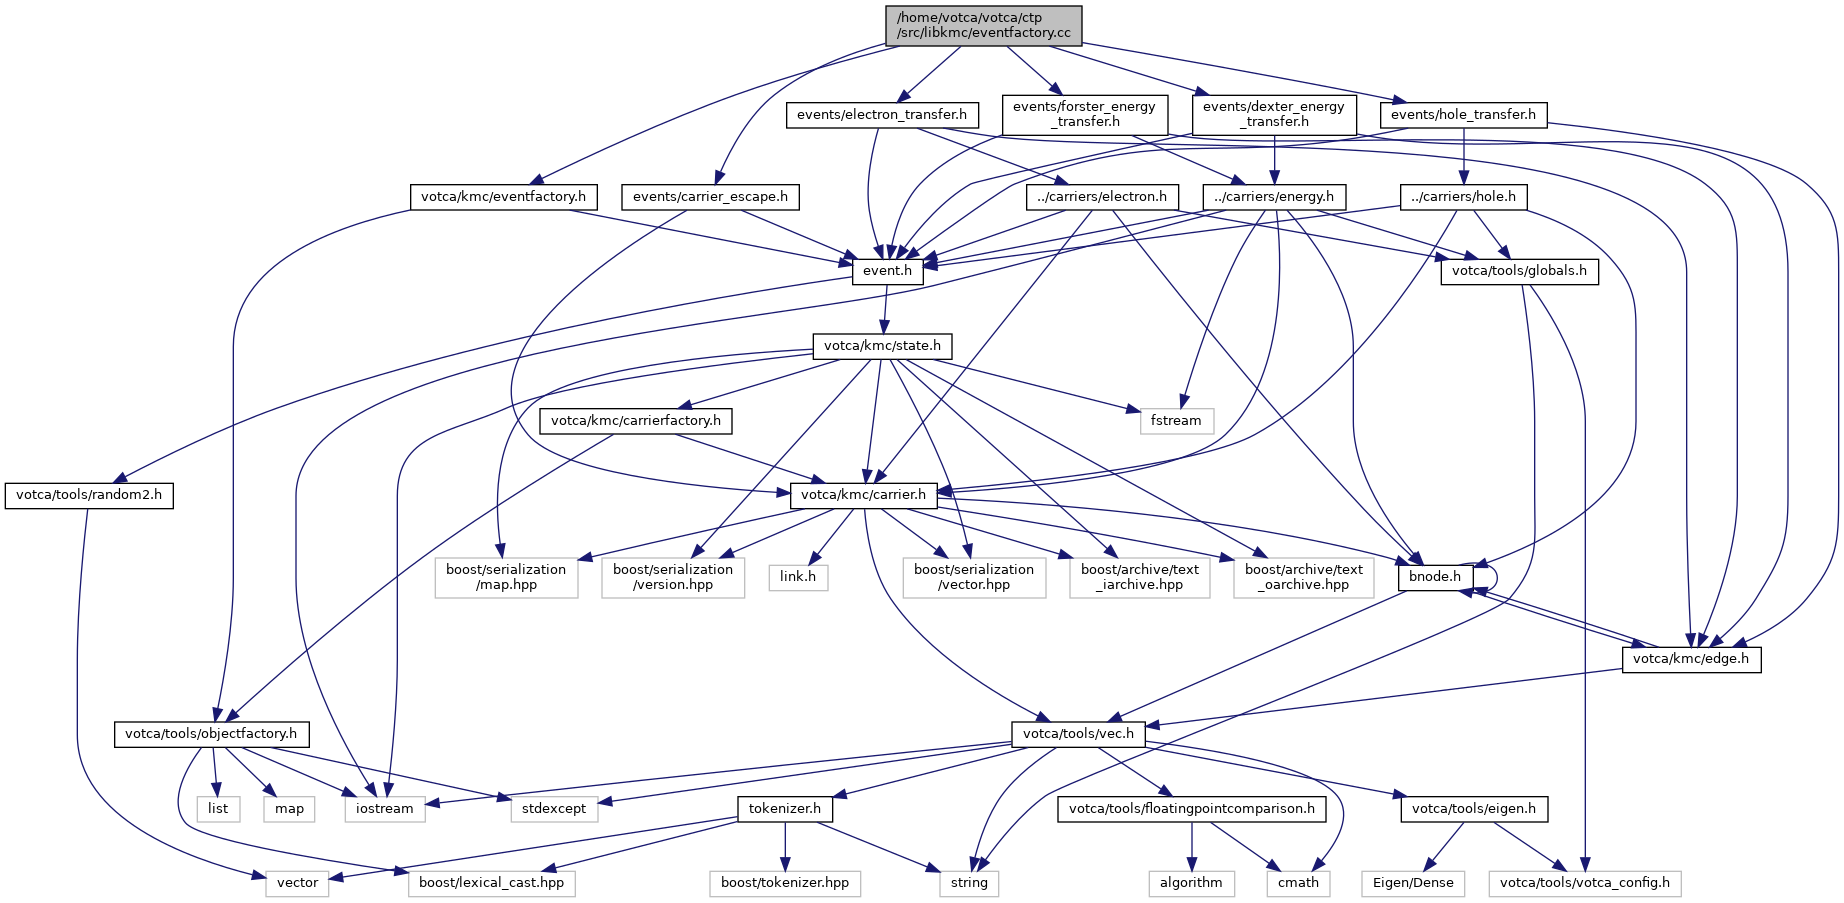 /home/votca/votca/ctp
/src/libkmc/eventfactory.cc
events/electron_transfer.h
events/forster_energy
_transfer.h
events/dexter_energy
_transfer.h
events/hole_transfer.h
votca/kmc/eventfactory.h
events/carrier_escape.h
../carriers/electron.h
../carriers/energy.h
../carriers/hole.h
event.h
votca/tools/globals.h
votca/kmc/state.h
votca/kmc/carrierfactory.h
fstream
votca/tools/random2.h
votca/kmc/carrier.h
boost/serialization
/map.hpp
boost/serialization
/version.hpp
link.h
boost/serialization
/vector.hpp
boost/archive/text
_iarchive.hpp
boost/archive/text
_oarchive.hpp
bnode.h
votca/kmc/edge.h
votca/tools/objectfactory.h
votca/tools/vec.h
list
map
iostream
stdexcept
tokenizer.h
votca/tools/floatingpointcomparison.h
votca/tools/eigen.h
vector
boost/lexical_cast.hpp
boost/tokenizer.hpp
string
algorithm
cmath
Eigen/Dense
votca/tools/votca_config.h